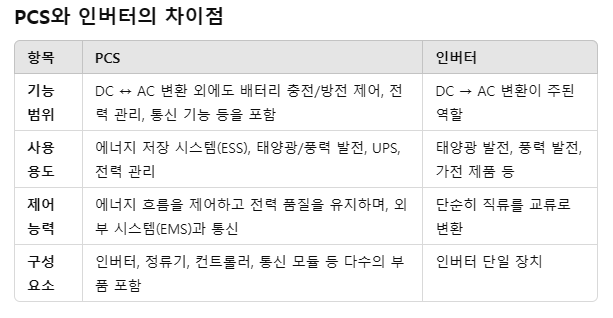 PCS와 인버터의 차이점
항목 PCS 인버터
기능 DC ↔ AC 변환 외에도 배터리 충전/방전 제어, 전 DC → AC 변환이 주된
범위 력 관리, 통신 기능 등을 포함 역할
사용 에너지 저장 시스템(ESS), 태양광/풍력 발전, UPS, 태양광 발전, 풍력 발전,
용도 전력 관리 가전 제품 등
제어 에너지 흐름을 제어하고 전력 품질을 유지하며, 외 단순히 직류를 교류로
능력 부 시스템(EMS)과 통신 변환
구성 인버터, 정류기, 컨트롤러, 통신 모듈 등 다수의 부 인버터 단일 장치
요소 품 포함